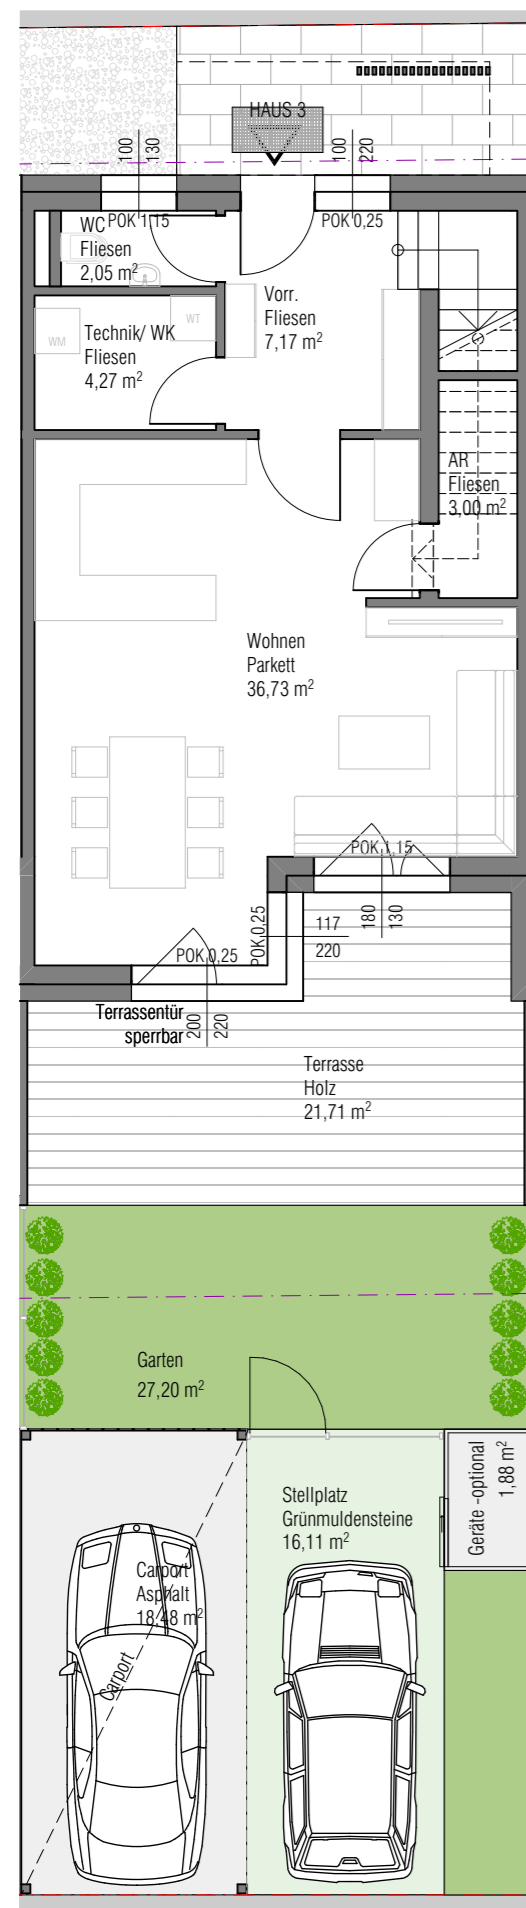 HAUS 3
100
130
100
220
POK 1,15
POK 0,25
WC
Fliesen
2,05 m²
Vorr.
Fliesen
7,17 m²
WM
WT
Technik/ WK
Fliesen
4,27 m²
AR
Fliesen
3,00 m²
Wohnen
Parkett
36,73 m²
POK 1,15
180
130
POK 0,25
117
220
POK 0,25
200
220
Terrassentür
sperrbar
Terrasse
Holz
21,71 m²
Garten
27,20 m²
Stellplatz
Grünmuldensteine
16,11 m²
Geräte -optional
1,88 m²
Carport
Asphalt
18,48 m²
Carport